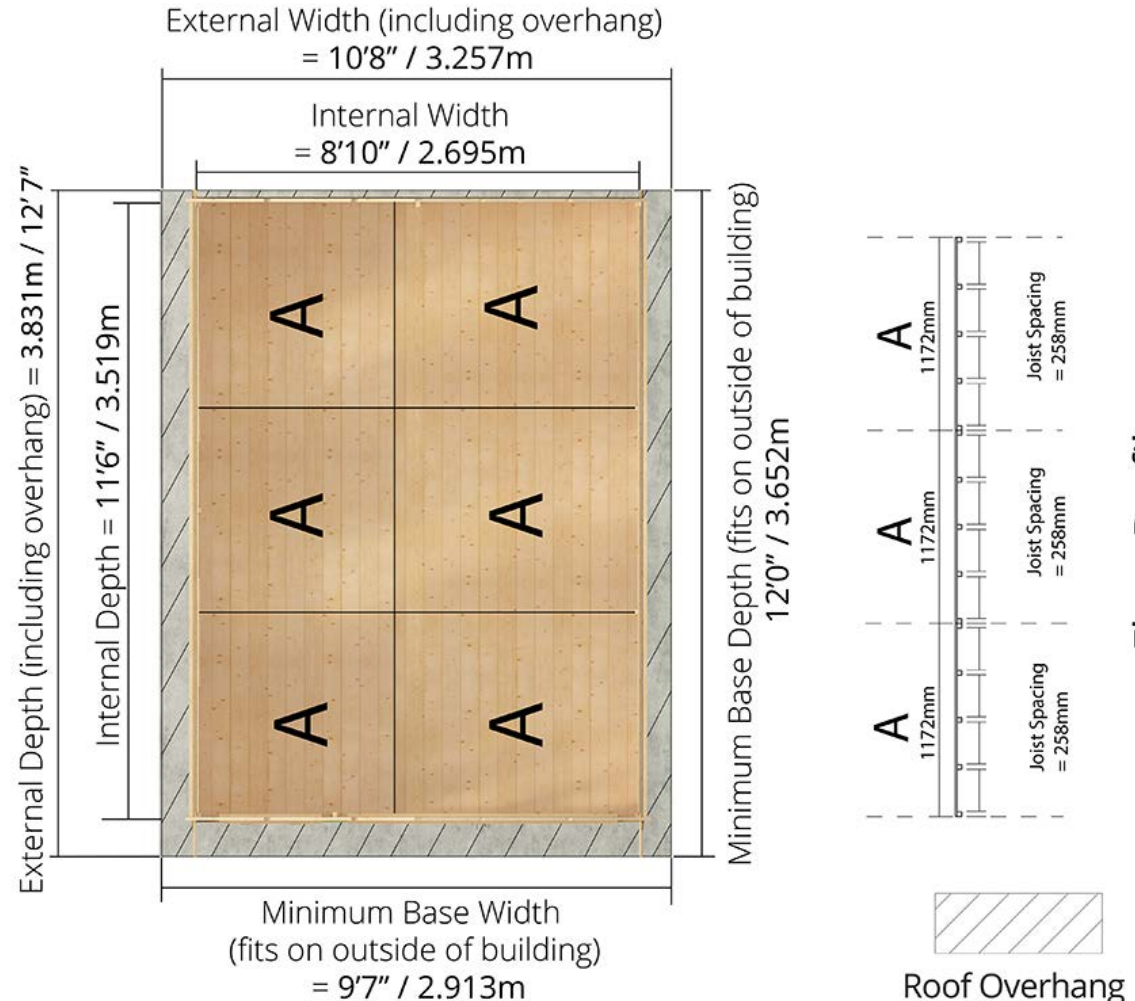 External Width (including overhang)
= 10'8” / 3.257m
Internal Width
= 8'10” / 2.695m
External Depth (including overhang) = 3.831m / 12'7”
Internal Depth = 11'6” / 3.519m
A
A
A
A
A
A
Minimum Base Depth (fits on outside of building)
12'0” / 3.652m
A
1172mm
Joist Spacing
= 258mm
A
1172mm
Joist Spacing
= 258mm
A
1172mm
Joist Spacing
= 258mm
Minimum Base Width
(fits on outside of building)
= 9'7” / 2.913m
Roof Overhang